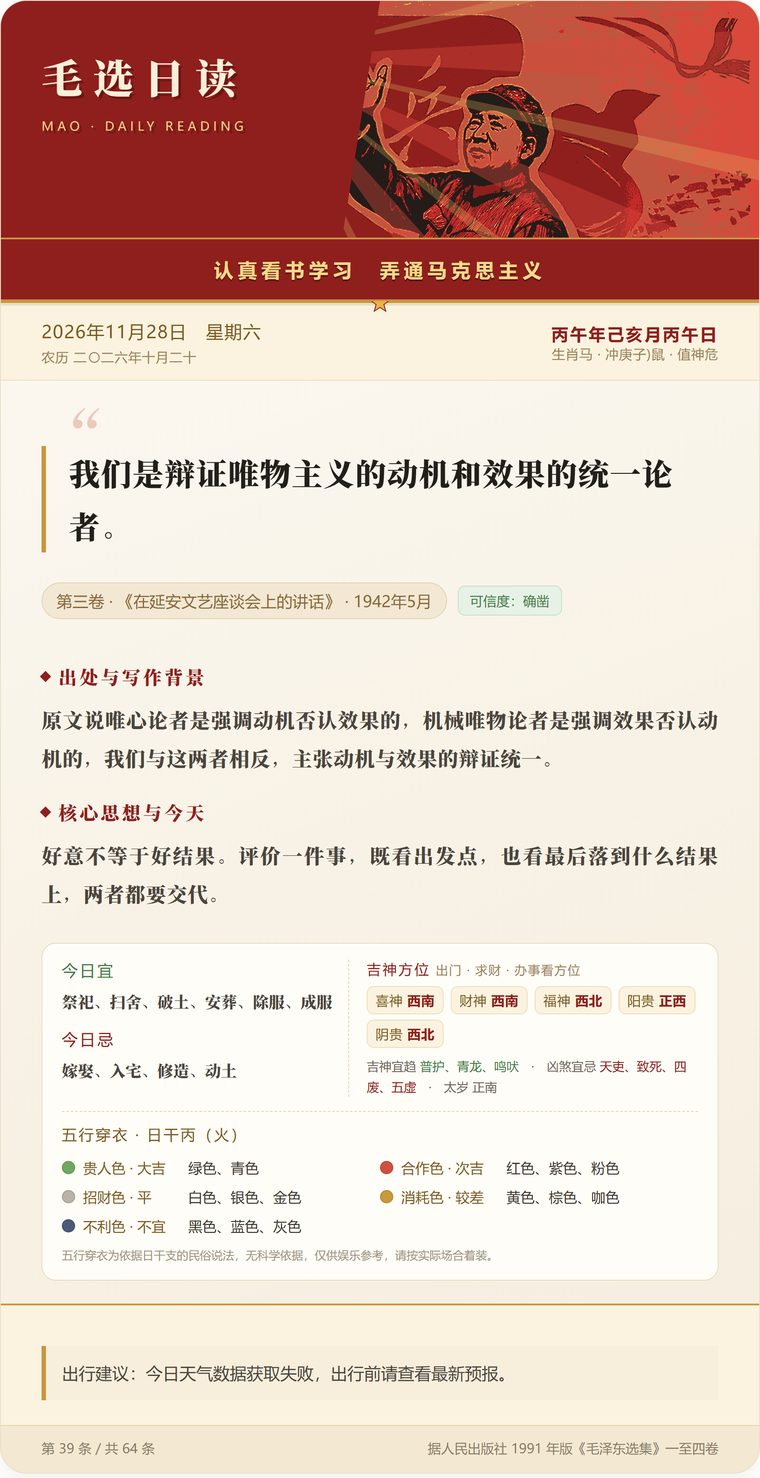 毛选日读
MAO · DAILY READING
认真看书学习 弄通马克思主义
2026年11月28日 星期六
农历 二〇二六年十月二十
丙午年己亥月丙午日
生肖马 · 冲庚子)鼠 · 值神危
“
我们是辩证唯物主义的动机和效果的统一论
者。
第三卷 · 《在延安文艺座谈会上的讲话》 · 1942年5月
可信度：确凿
出处与写作背景
原文说唯心论者是强调动机否认效果的，机械唯物论者是强调效果否认动
机的，我们与这两者相反，主张动机与效果的辩证统一。
核心思想与今天
好意不等于好结果。评价一件事，既看出发点，也看最后落到什么结果
上，两者都要交代。
今日宜
祭祀、扫舍、破土、安葬、除服、成服
今日忌
嫁娶、入宅、修造、动土
吉神方位 出门 · 求财 · 办事看方位
喜神 西南 财神 西南 福神 西北 阳贵 正西
阴贵 西北
吉神宜趋 普护、青龙、鸣吠 · 凶煞宜忌 天吏、致死、四
废、五虚 · 太岁 正南
五行穿衣 · 日干丙（火）
贵人色 · 大吉 绿色、青色
合作色 · 次吉 红色、紫色、粉色
招财色 · 平 白色、银色、金色
消耗色 · 较差 黄色、棕色、咖色
不利色 · 不宜 黑色、蓝色、灰色
五行穿衣为依据日干支的民俗说法，无科学依据，仅供娱乐参考，请按实际场合着装。
出行建议：今日天气数据获取失败，出行前请查看最新预报。
第 39 条 / 共 64 条
据人民出版社 1991 年版《毛泽东选集》一至四卷